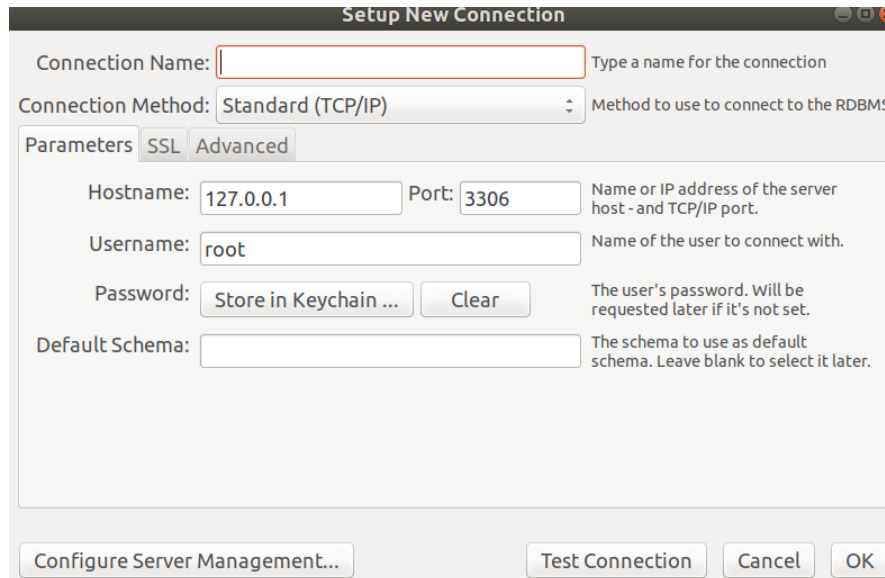 Setup New Connection
Connection Name: Type a name for the connection
Connection Method: Standard (TCP/IP) Method to use to connect to the RDBMS
Parameters SSL Advanced
Hostname: 127.0.0.1 Port: 3306 Name or IP address of the server
host - and TCP/IP port.
Username: root Name of the user to connect with.
Password: Store in Keychain ... Clear The user's password. Will be
requested later if it's not set.
Default Schema: The schema to use as default
schema. Leave blank to select it later.
Configure Server Management... Test Connection Cancel OK